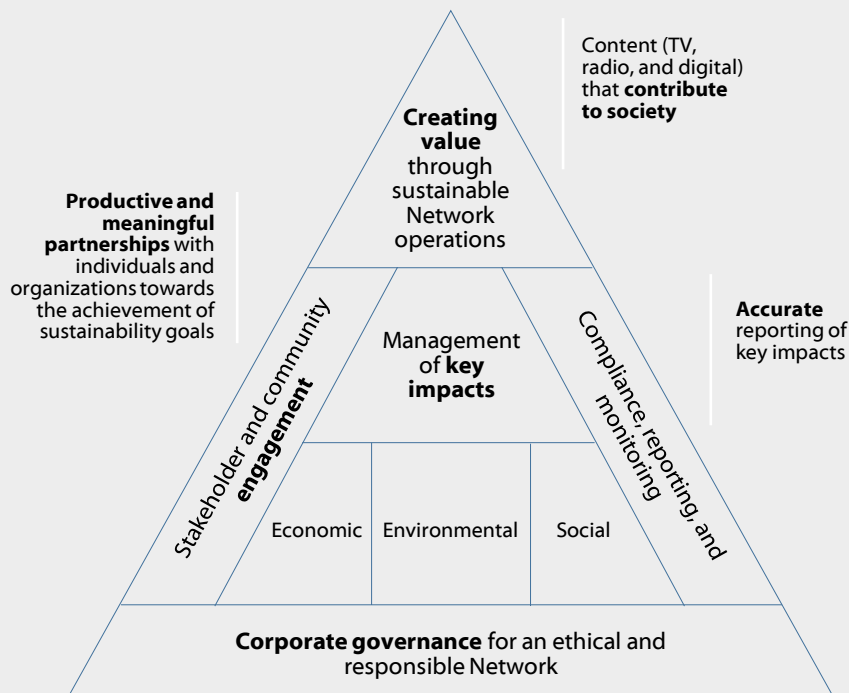 Content (TV,
radio, and digital)
that contribute
to society
Creating
value
through
sustainable
Network
operations
Productive and
meaningful
partnerships with
individuals and
organizations towards
the achievement of
sustainability goals
Accurate
reporting of
key impacts
Stakeholder and community
engagement
Management
of key
impacts
Compliance, reporting, and
monitoring
Economic
Environmental
Social
Corporate governance for an ethical and
responsible Network